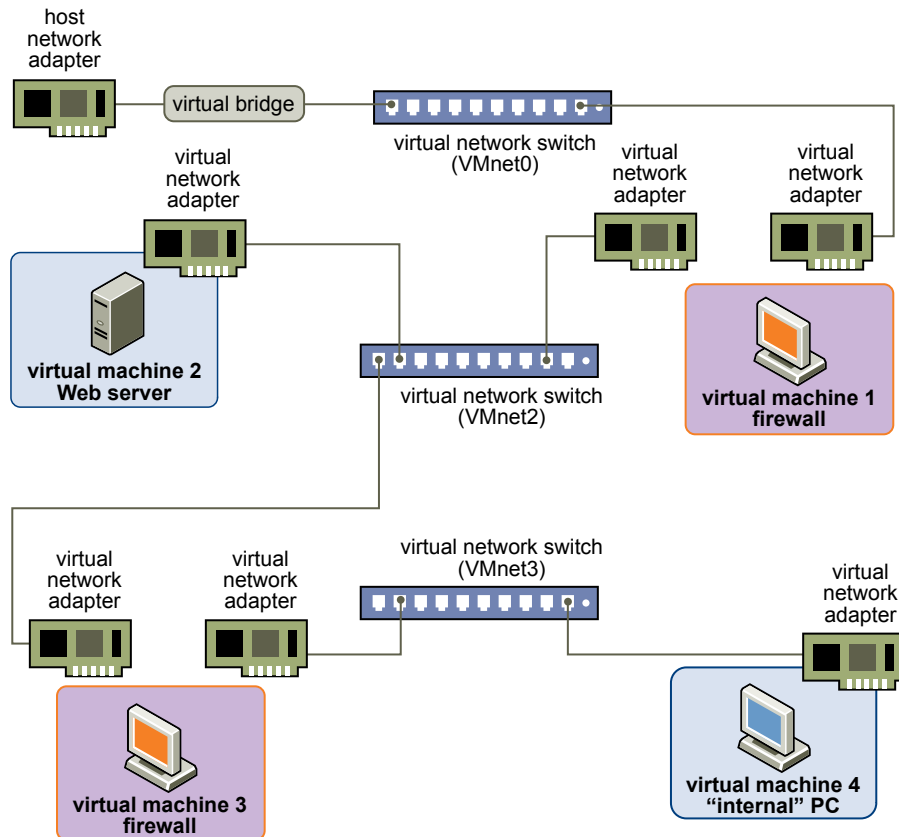 host
network
adapter
virtual bridge
virtual network switch
(VMnet0)
virtual
network
adapter
virtual
network
adapter
virtual
network
adapter
virtual machine 2
Web server
virtual network switch
(VMnet2)
virtual machine 1
firewall
virtual
network
adapter
virtual
network
adapter
virtual network switch
(VMnet3)
virtual
network
adapter
virtual machine 3
firewall
virtual machine 4
“internal” PC